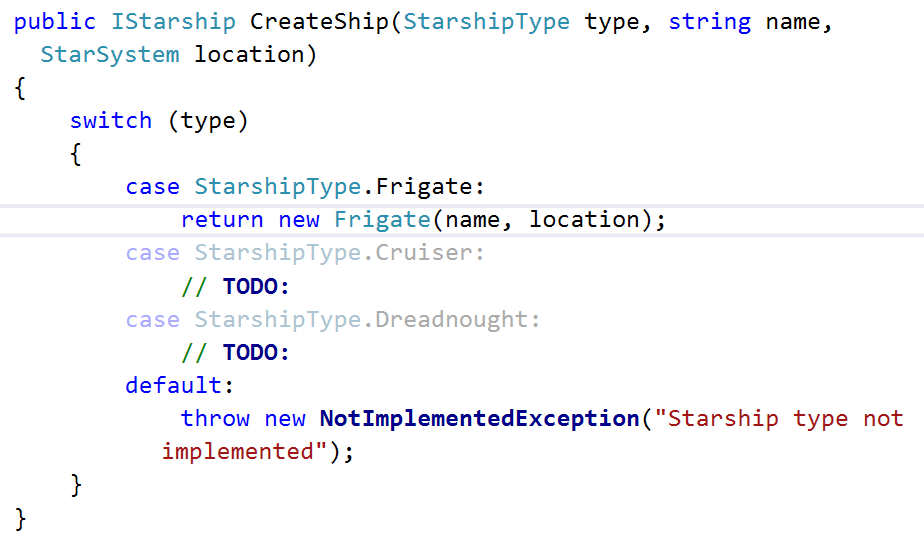 public IStarship CreateShip(StarshipType type, string name,
StarSystem location)
{
switch (type)
{
case StarshipType.Frigate:
return new Frigate(name, location);
case StarshipType.Cruiser:
// TODO:
case StarshipType.Dreadnought:
// TODO:
default:
throw new NotImplementedException("Starship type not
implemented");
}
}